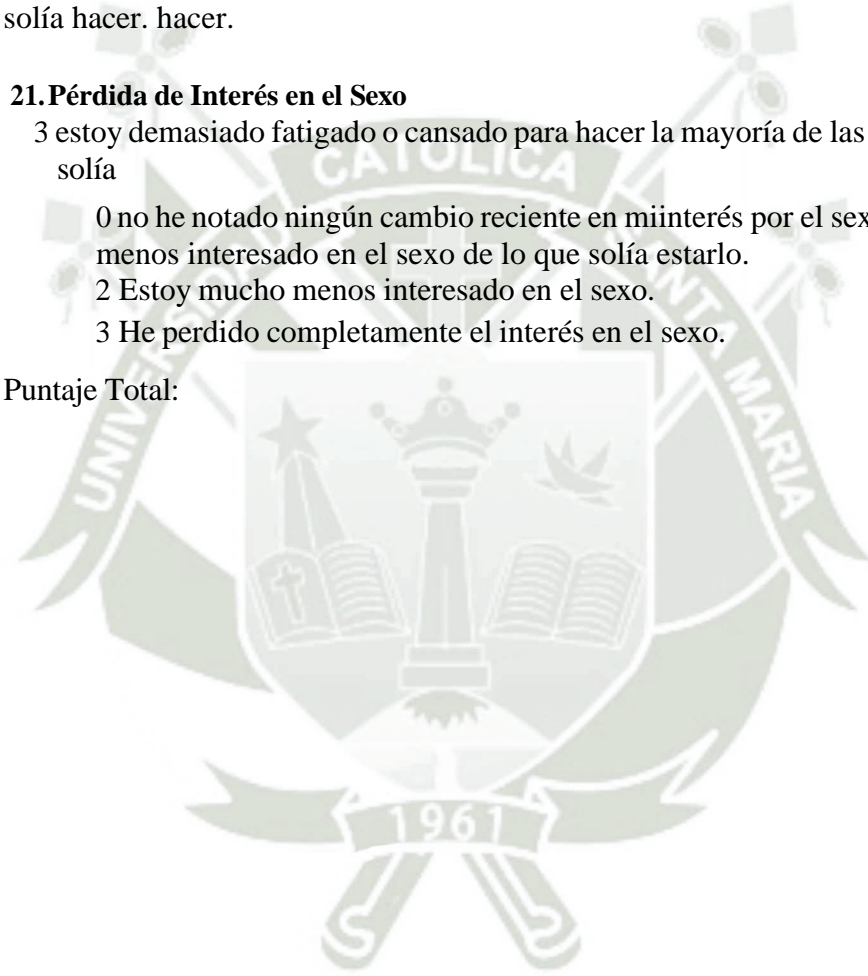 solía hacer. hacer.
21. Pérdida de Interés en el Sexo
3 estoy demasiado fatigado o cansado para hacer la mayoría de las
solía
0 no he notado ningún cambio reciente en miinterés por el sex
menos interesado en el sexo de lo que solía estarlo.
2 Estoy mucho menos interesado en el sexo.
3 He perdido completamente el interés en el sexo.
Puntaje Total:
UNIVERSIDAD CATOLICA SANTA MARIA
1961